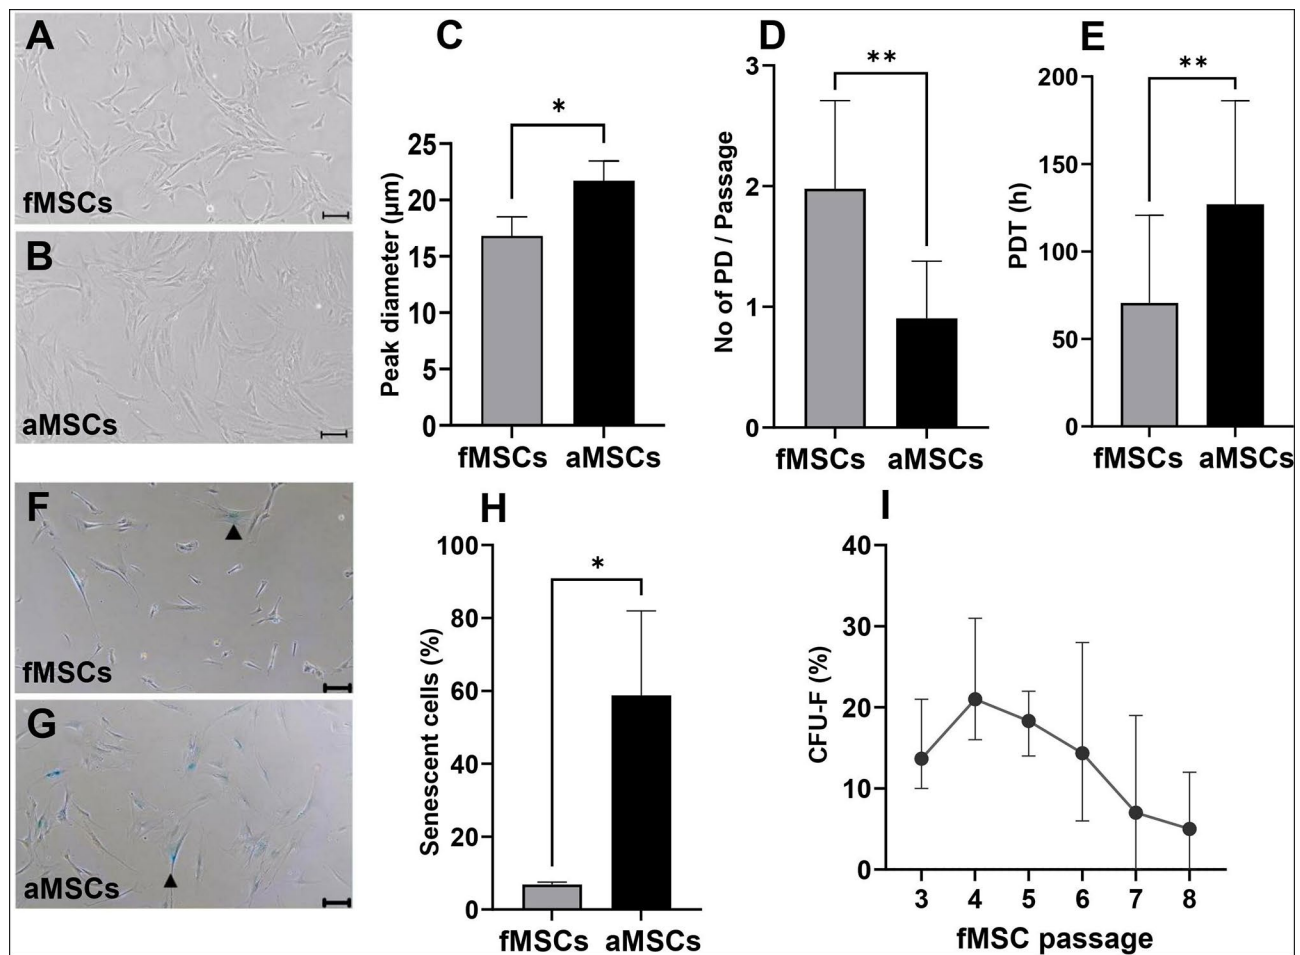 A
fMSCs
B
aMSCs
C
*
Peak diameter (µm)
25
20
15
10
5
0
fMSCs aMSCs
D
**
No of PD / Passage
3
2
1
0
fMSCs aMSCs
E
**
PDT (h)
200
150
100
50
0
fMSCs aMSCs
F
fMSCs
G
aMSCs
H
*
Senescent cells (%)
100
80
60
40
20
0
fMSCs aMSCs
I
CFU-F (%)
40
30
20
10
0
3 4 5 6 7 8
fMSC passage